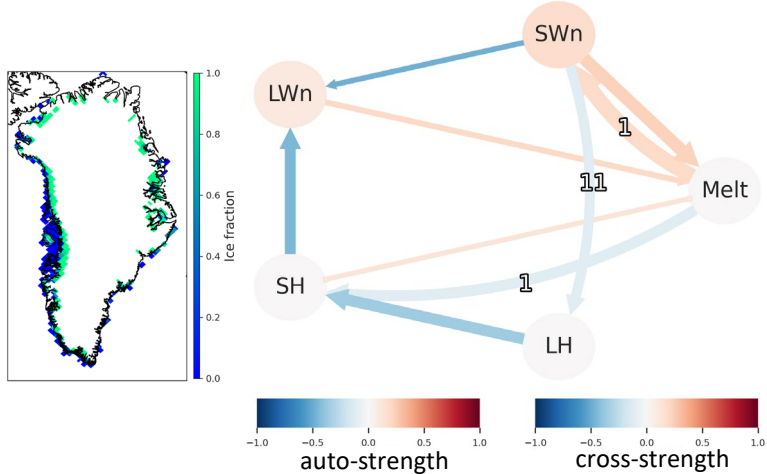 SWn
LWn
1
1.0
0.8
0.6
0.4
0.2
0.0
Ice fraction
11
Melt
SH
1
LH
−1.0 −0.5 0.0 0.5 1.0
auto-strength
−1.0 −0.5 0.0 0.5 1.0
cross-strength